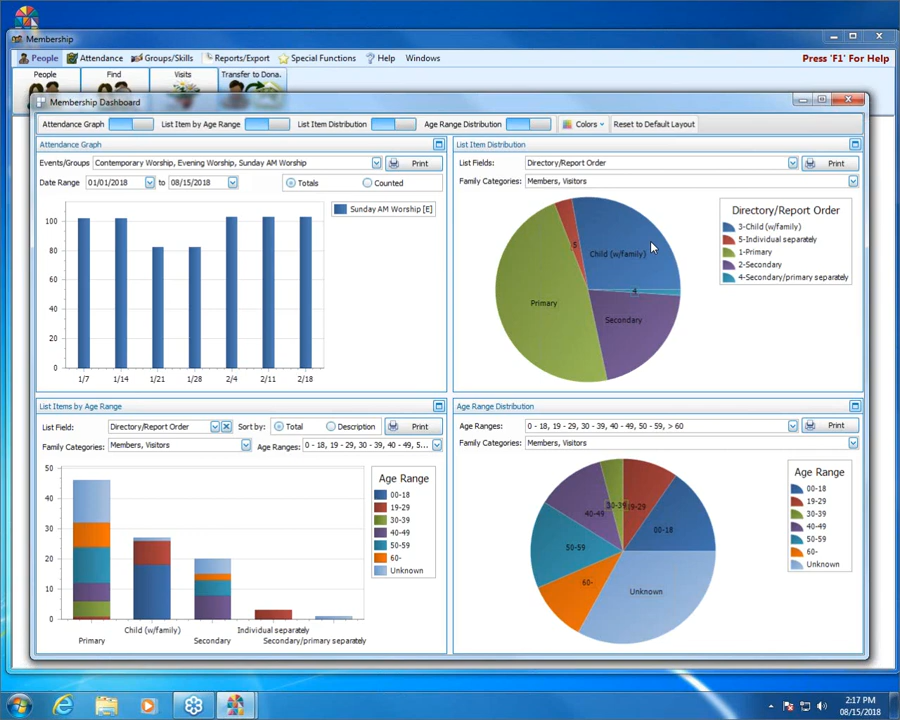 Membership
People Attendance Groups/Skills Reports/Export Special Functions Help Windows Press 'F1' For Help
People Find Visits Transfer to Dona.
Membership Dashboard
Attendance Graph List Item by Age Range List Item Distribution Age Range Distribution Colors Reset to Default Layout
Attendance Graph
Events/Groups Contemporary Worship, Evening Worship, Sunday AM Worship Print
Date Range 01/01/2018 to 08/15/2018 Totals Counted
Sunday AM Worship [E]
100
80
60
40
20
0
1/7 1/14 1/21 1/28 2/4 2/11 2/18
List Item Distribution
List Fields: Directory/Report Order Print
Family Categories: Members, Visitors
Child (w/family)
5
4
Primary
Secondary
Directory/Report Order
3-Child (w/family)
5-Individual separately
1-Primary
2-Secondary
4-Secondary/primary separately
List Items by Age Range
List Field: Directory/Report Order Sort by: Total Description Print
Family Categories: Members, Visitors Age Ranges: 0 - 18, 19 - 29, 30 - 39, 40 - 49, 5...
50
40
30
20
10
0
Primary
Child (w/family)
Secondary
Individual separately
Secondary/primary separately
Age Range
00-18
19-29
30-39
40-49
50-59
60-
Unknown
Age Range Distribution
Age Ranges: 0 - 18, 19 - 29, 30 - 39, 40 - 49, 50 - 59, > 60 Print
Family Categories: Members, Visitors
30-39
19-29
40-49
00-18
50-59
60-
Unknown
Age Range
00-18
19-29
30-39
40-49
50-59
60-
Unknown
2:17 PM
08/15/2018